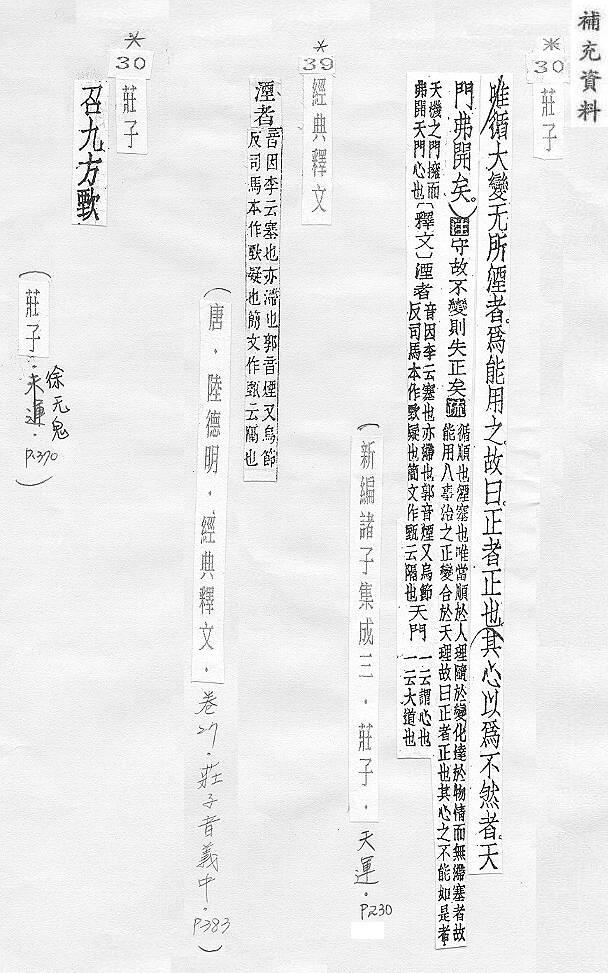 補充資料
*
30
莊子
唯循大變无所湮者。為能用之。故曰。正者正也。(其心以為不然者。天
門弗開矣。)注守故不變則失正矣疏
循順也湮塞也唯當順於人理隨於變化達於物情而無滯塞者故
能用八事治之正變合於天理故曰正者正也其心之不能如是者
天機之門擁而
弗開天門心也
〔釋文〕湮者
音因李云塞也亦滯也郭音煙又烏節
反司馬本作歅疑也簡文作甄云隔也
天門
一云謂心也
一云大道也
(新編諸子集成三.莊子.天運。P230
*
39
經典釋文
湮者
音因李云塞也亦滯也郭音煙又烏節
反司馬本作歅疑也簡文作甄云隔也
(唐.陸德明.經典釋文.卷27.莊子音義中.P383)
*
30
莊子
召九方歅
(莊子.天運.P270)
徐无鬼